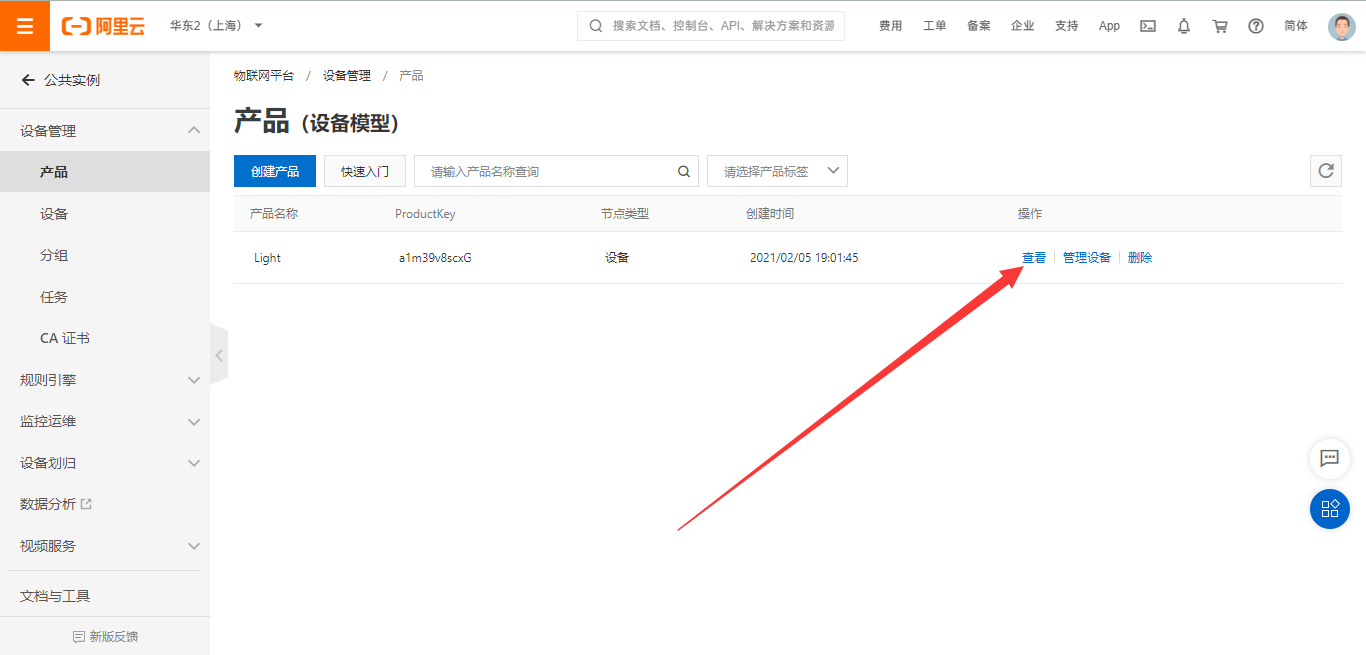 阿里云 华东2（上海） 搜索文档、控制台、API、解决方案和资源 费用 工单 备案 企业 支持 App 简体
公共实例
设备管理
产品
设备
分组
任务
CA 证书
规则引擎
监控运维
设备划归
数据分析
视频服务
文档与工具
新版反馈
物联网平台 / 设备管理 / 产品
产品（设备模型）
创建产品 快速入门 请输入产品名称查询 请选择产品标签
产品名称 ProductKey 节点类型 创建时间 操作
Light a1m39v8scxG 设备 2021/02/05 19:01:45 查看 管理设备 删除